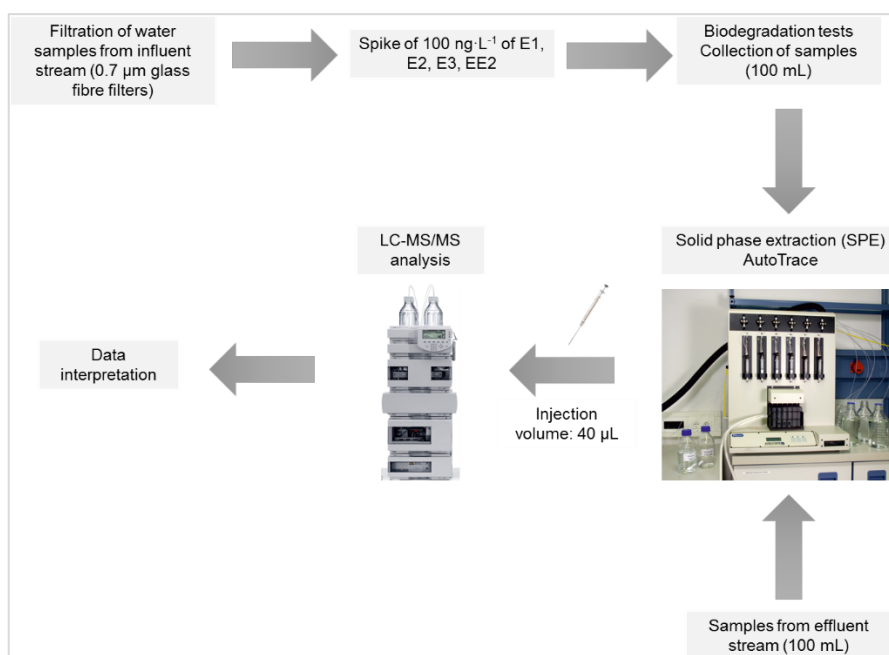 Filtration of water
samples from influent
stream (0.7 µm glass
fibre filters)
Spike of 100 ng·L⁻¹ of E1,
E2, E3, EE2
Biodegradation tests
Collection of samples
(100 mL)
LC-MS/MS
analysis
Solid phase extraction (SPE)
AutoTrace
Data
interpretation
Injection
volume: 40 µL
Samples from effluent
stream (100 mL)